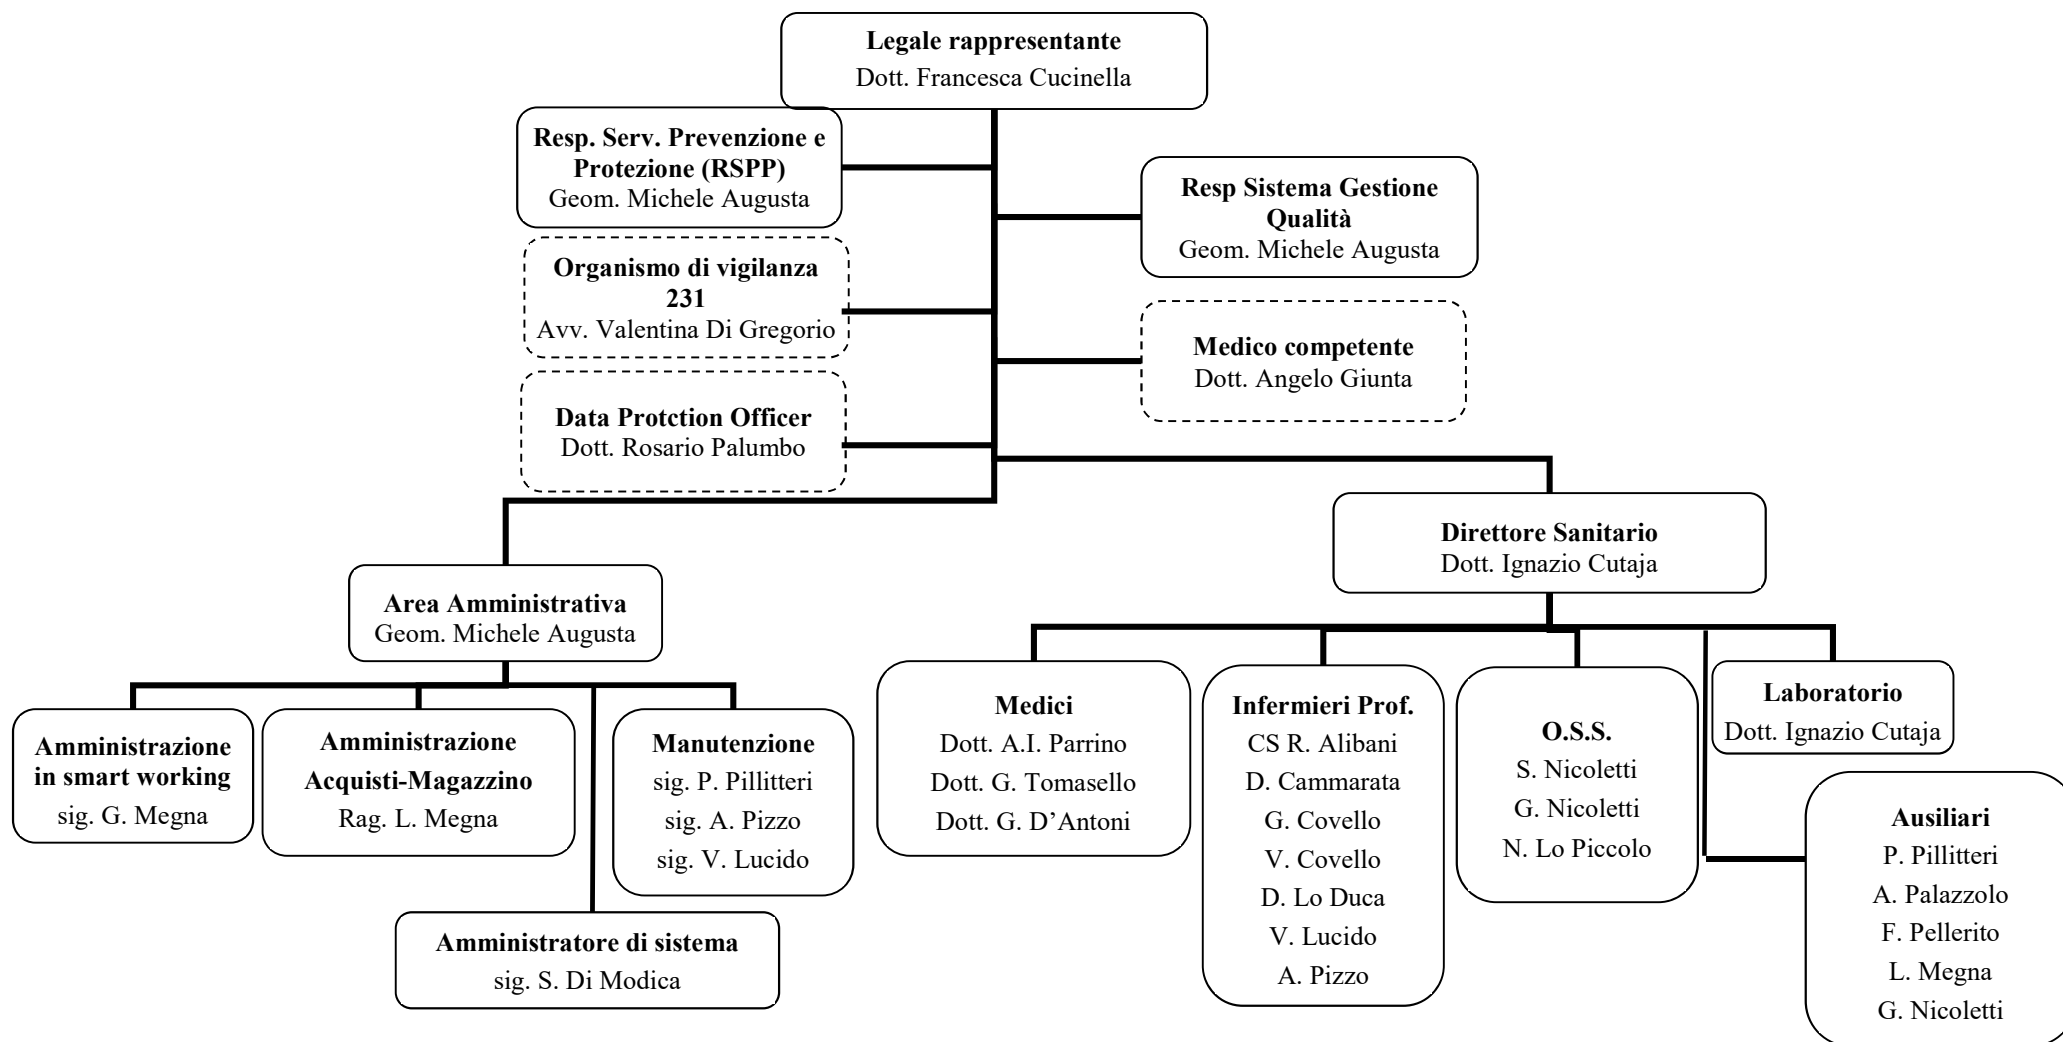 Legale rappresentante
Dott. Francesca Cucinella
Resp. Serv. Prevenzione e
Protezione (RSPP)
Geom. Michele Augusta
Resp Sistema Gestione
Qualità
Geom. Michele Augusta
Organismo di vigilanza
231
Avv. Valentina Di Gregorio
Medico competente
Dott. Angelo Giunta
Data Protction Officer
Dott. Rosario Palumbo
Direttore Sanitario
Dott. Ignazio Cutaja
Area Amministrativa
Geom. Michele Augusta
Amministrazione
in smart working
sig. G. Megna
Amministrazione
Acquisti-Magazzino
Rag. L. Megna
Manutenzione
sig. P. Pillitteri
sig. A. Pizzo
sig. V. Lucido
Amministratore di sistema
sig. S. Di Modica
Medici
Dott. A.I. Parrino
Dott. G. Tomasello
Dott. G. D’Antoni
Infermieri Prof.
CS R. Alibani
D. Cammarata
G. Covello
V. Covello
D. Lo Duca
V. Lucido
A. Pizzo
O.S.S.
S. Nicoletti
G. Nicoletti
N. Lo Piccolo
Laboratorio
Dott. Ignazio Cutaja
Ausiliari
P. Pillitteri
A. Palazzolo
F. Pellerito
L. Megna
G. Nicoletti